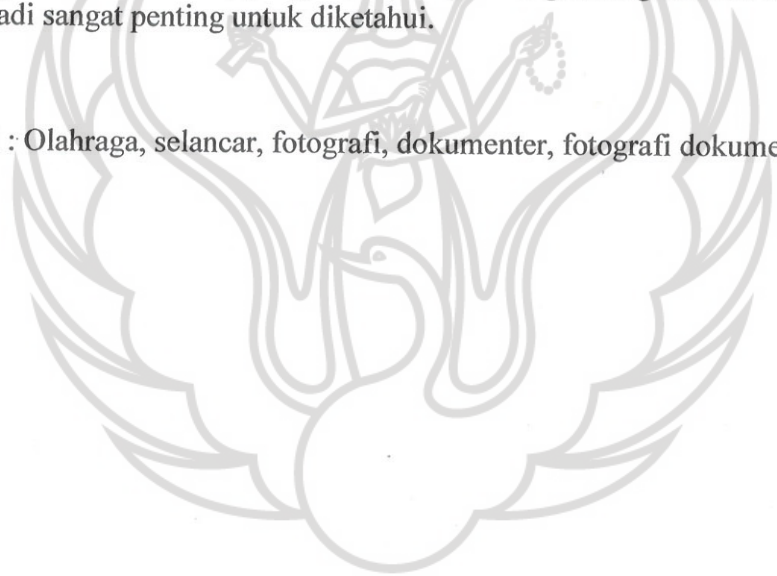 adi sangat penting untuk diketahui.
: Olahraga, selancar, fotografi, dokumenter, fotografi dokume